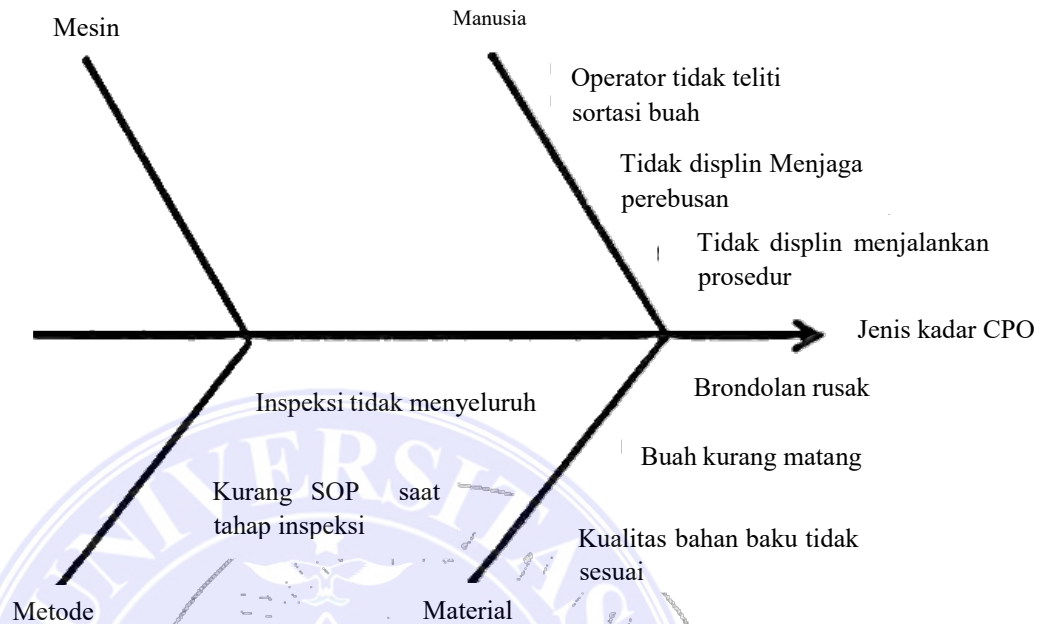 Mesin
Manusia
Operator tidak teliti
sortasi buah
Tidak displin Menjaga
perebusan
Tidak displin menjalankan
prosedur
Jenis kadar CPO
Brondolan rusak
Inspeksi tidak menyeluruh
Buah kurang matang
Kurang SOP saat
tahap inspeksi
Kualitas bahan baku tidak
sesuai
Metode
Material
UNIVERSITAS